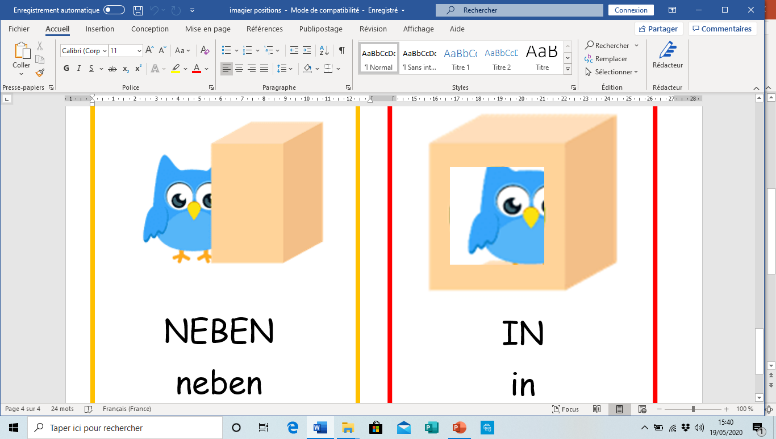 Enregistrement automatique
imagier positions - Mode de compatibilité - Enregistré
Rechercher
Connexion
Fichier Accueil Insertion Conception Mise en page Références Publipostage Révision Affichage Aide Partager Commentaires
Coller
Calibri (Corp 11
AaBbCcDc AaBbCcDc AaBbCc AaBbCcD AaB
¶ Normal ¶ Sans int... Titre 1 Titre 2 Titre
Rechercher
Remplacer
Sélectionner
Rédacteur
Presse-papiers Police Paragraphe Styles Édition Rédacteur
NEBEN
neben
IN
in
Page 4 sur 4 24 mots Français (France) Focus 100 %
Taper ici pour rechercher
15:40
19/05/2020